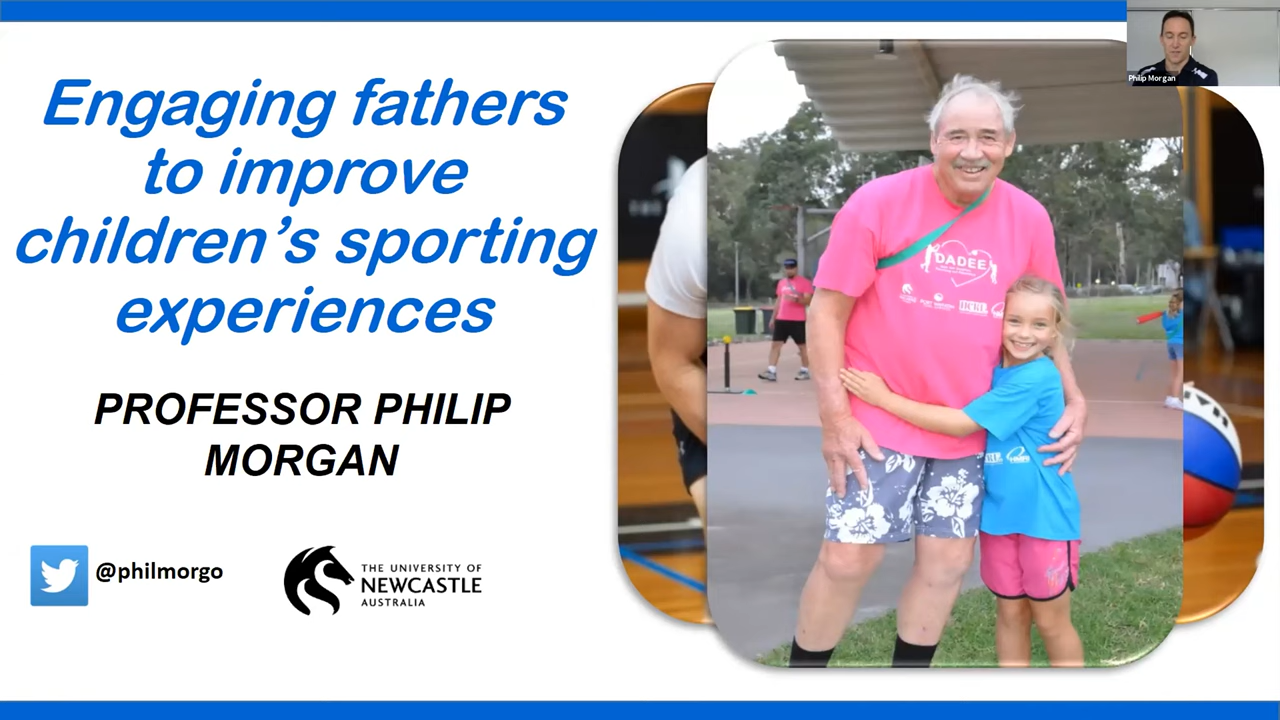 Engaging fathers
to improve
children's sporting
experiences
PROFESSOR PHILIP
MORGAN
@philmorgo
THE UNIVERSITY OF
NEWCASTLE
AUSTRALIA
Philip Morgan
DADEE